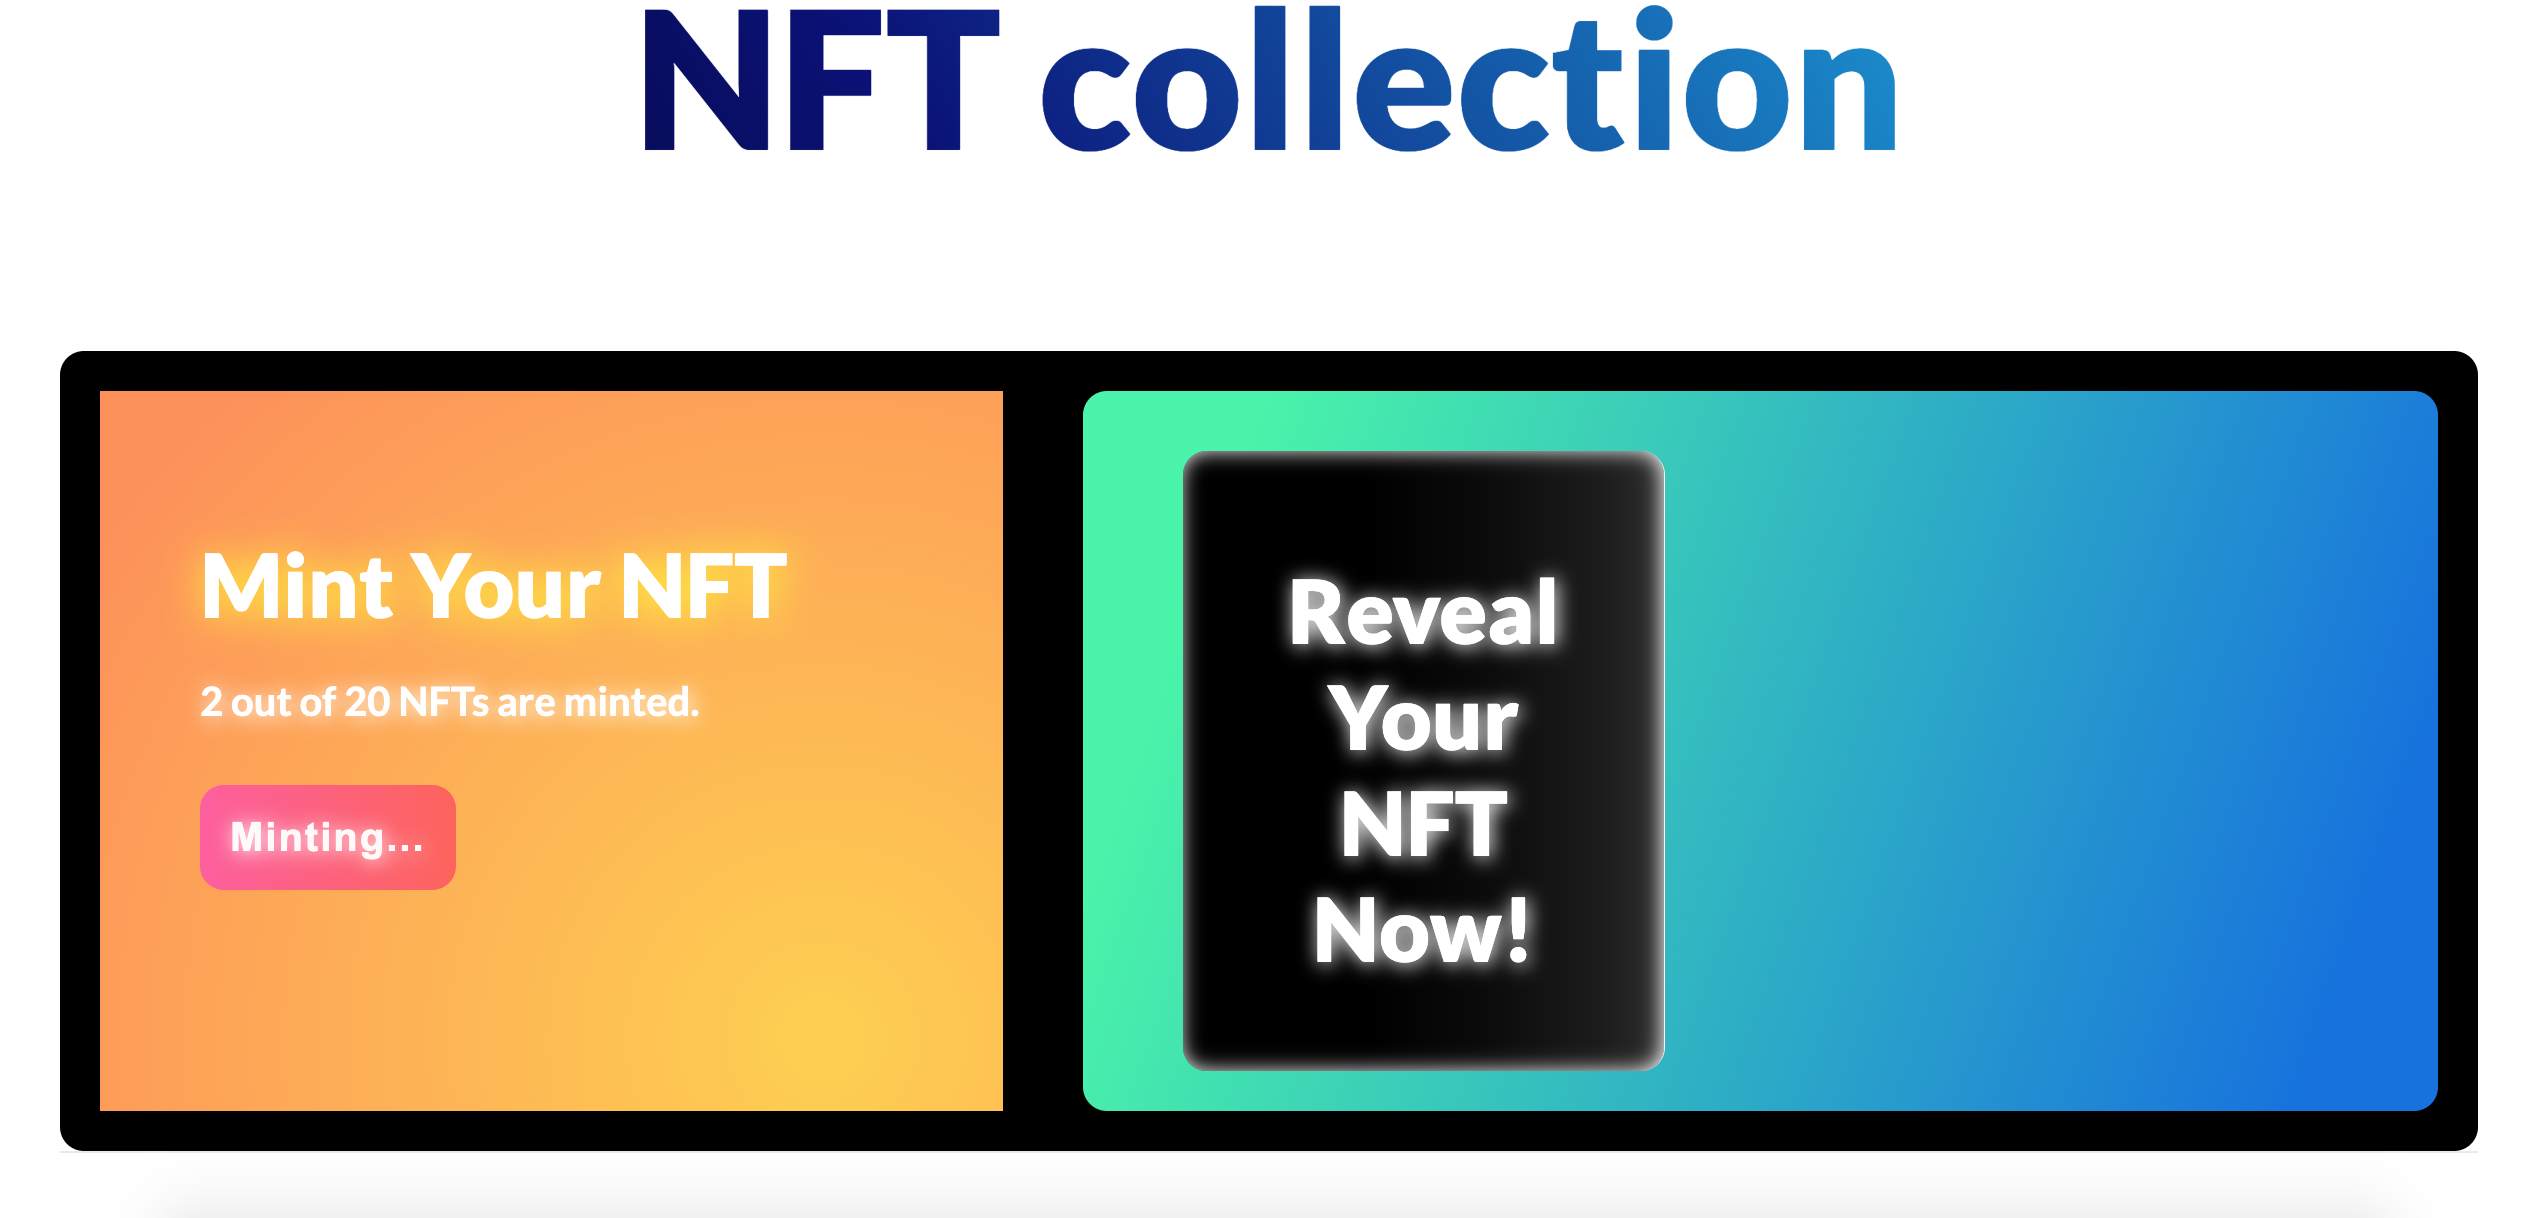 NFT collection
Mint Your NFT
2 out of 20 NFTs are minted.
Minting...
Reveal
Your
NFT
Now!